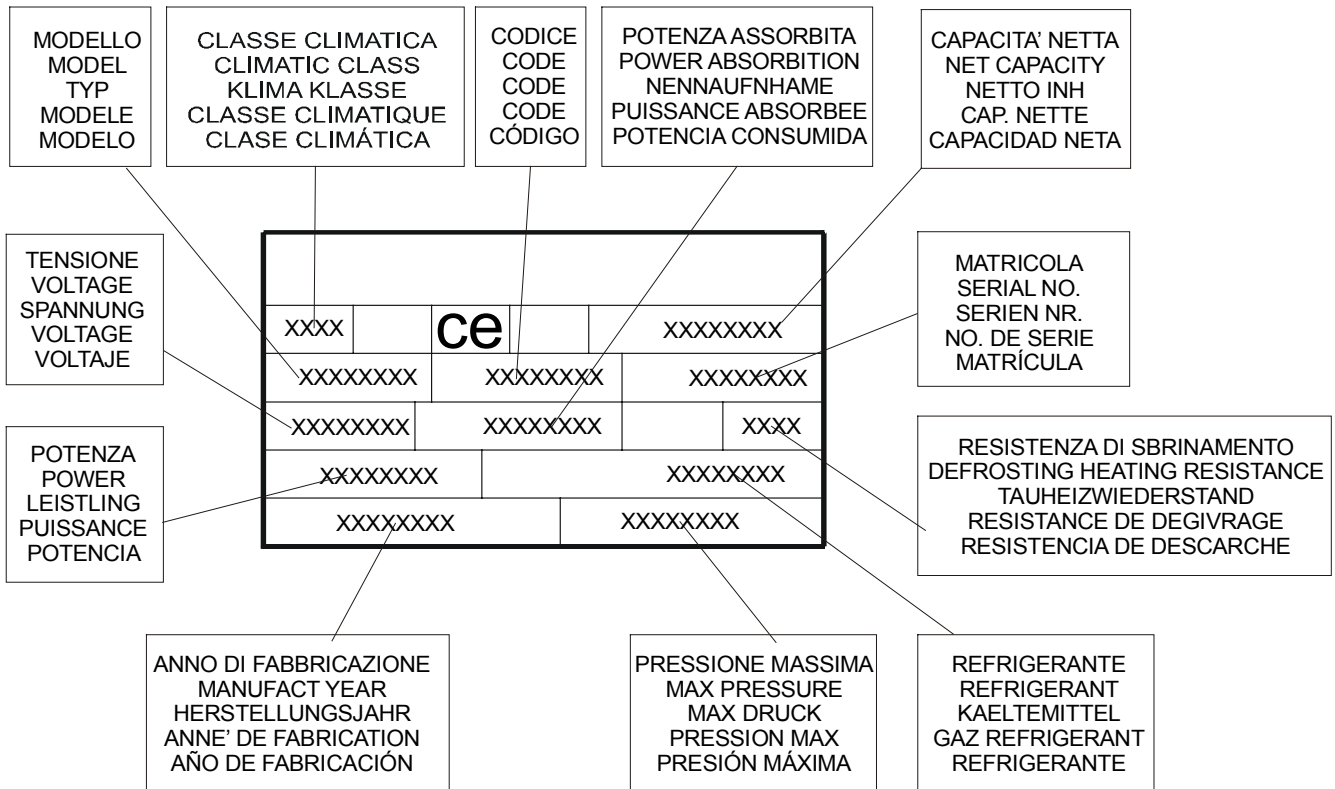 MODELLO
MODEL
TYP
MODELE
MODELO
CLASSE CLIMATICA
CLIMATIC CLASS
KLIMA KLASSE
CLASSE CLIMATIQUE
CLASE CLIMÁTICA
CODICE
CODE
CODE
CODE
CÓDIGO
POTENZA ASSORBITA
POWER ABSORBITION
NENNAUFNHAME
PUISSANCE ABSORBEE
POTENCIA CONSUMIDA
CAPACITA' NETTA
NET CAPACITY
NETTO INH
CAP. NETTE
CAPACIDAD NETA
TENSIONE
VOLTAGE
SPANNUNG
VOLTAGE
VOLTAJE
MATRICOLA
SERIAL NO.
SERIEN NR.
NO. DE SERIE
MATRÍCULA
XXXX ce XXXXXXXX
XXXXXXXX XXXXXXXX XXXXXXXX
XXXXXXXX XXXXXXXX XXXX
XXXXXXXX XXXXXXXX
XXXXXXXX XXXXXXXX
POTENZA
POWER
LEISTLING
PUISSANCE
POTENCIA
RESISTENZA DI SBRINAMENTO
DEFROSTING HEATING RESISTANCE
TAUHEIZWIEDERSTAND
RESISTANCE DE DEGIVRAGE
RESISTENCIA DE DESCARCHE
ANNO DI FABBRICAZIONE
MANUFACT YEAR
HERSTELLUNGSJAHR
ANNE' DE FABRICATION
AÑO DE FABRICACIÓN
PRESSIONE MASSIMA
MAX PRESSURE
MAX DRUCK
PRESSION MAX
PRESIÓN MÁXIMA
REFRIGERANTE
REFRIGERANT
KAELTEMITTEL
GAZ REFRIGERANT
REFRIGERANTE